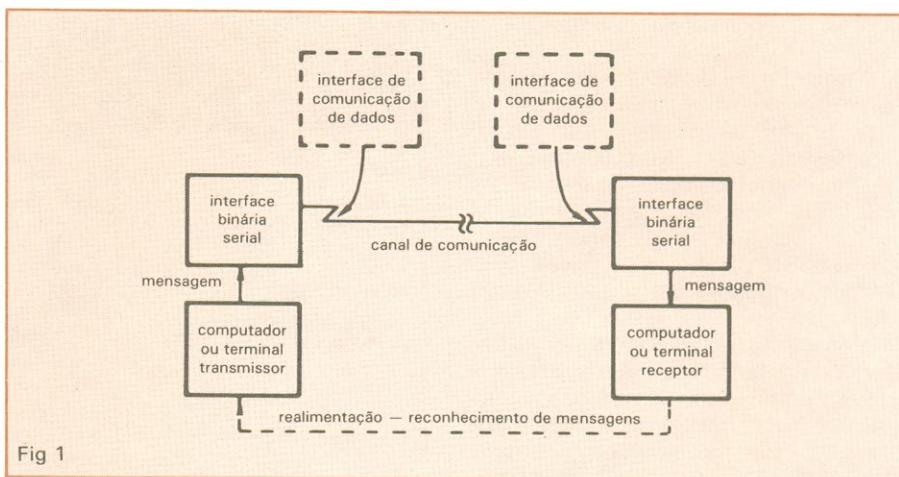 interface de
comunicação
de dados
interface de
comunicação
de dados
interface
binária
serial
canal de comunicação
interface
binária
serial
mensagem
mensagem
computador
ou terminal
transmissor
computador
ou terminal
receptor
realimentação — reconhecimento de mensagens
Fig 1